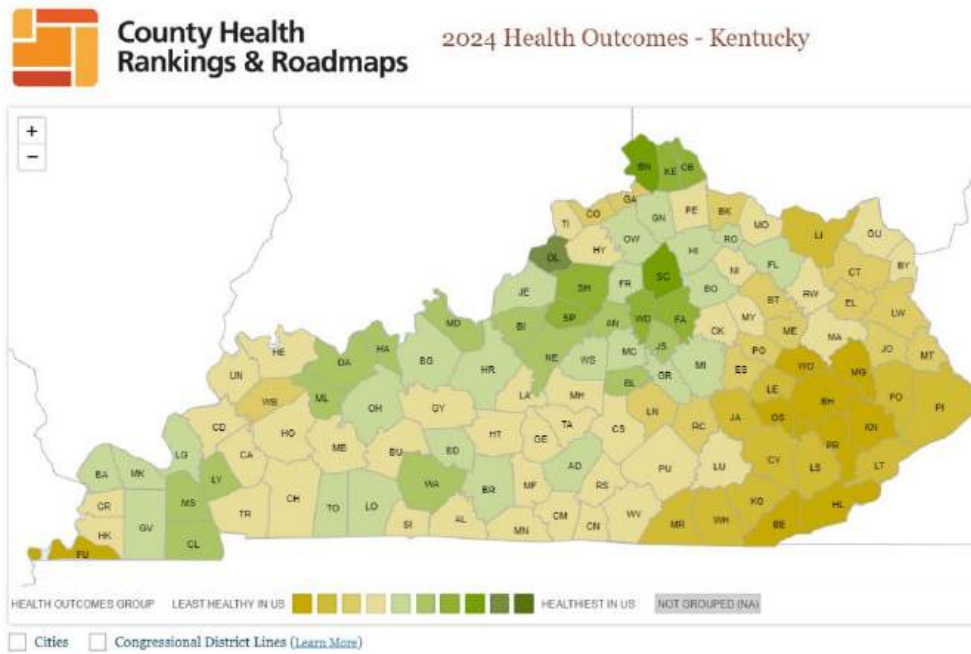 County Health
Rankings & Roadmaps
2024 Health Outcomes - Kentucky
+
−
BN KE CB
GA
CO GN PE BK
TI MO LI GU
OW RO
HY HI
OL FL CT BY
SC NI
JE SH FR BO RW EL
BT LW
MD BI SP WD FA MY
AN CK ME MA
HE HA JO
DA BG NE WS MC JS PO MT
UN HR GR MI ES WO MG
ML BL LE FO
WB OH LA MH BH PI
GY LN JA OS
CD HO TA RC KN
LG MB HT GE CS PR
BU BD CY
BA MK CA AD LS LT
LY PU LU
WA BR MF RS
MS CH KO
CR TO LO HL
GV TR CM WY
HK SI AL CN MR WH BE
MN
FU CL
HEALTH OUTCOMES GROUP LEAST HEALTHY IN US HEALTHIEST IN US NOT GROUPED (NA)
Cities Congressional District Lines (Learn More)